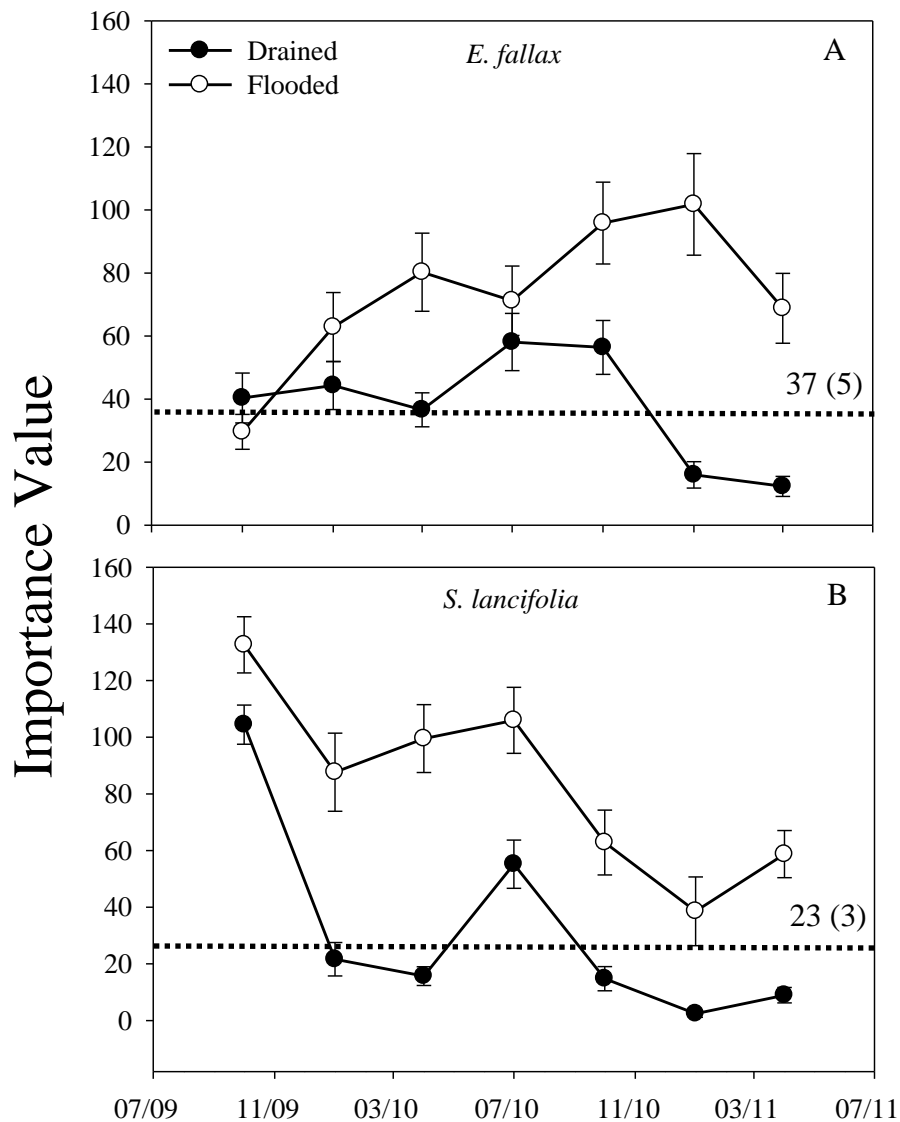 160
140
120
100
80
60
40
20
0
Drained
Flooded
E. fallax
A
37 (5)
Importance Value
160
140
120
100
80
60
40
20
0
S. lancifolia
B
23 (3)
07/09 11/09 03/10 07/10 11/10 03/11 07/11